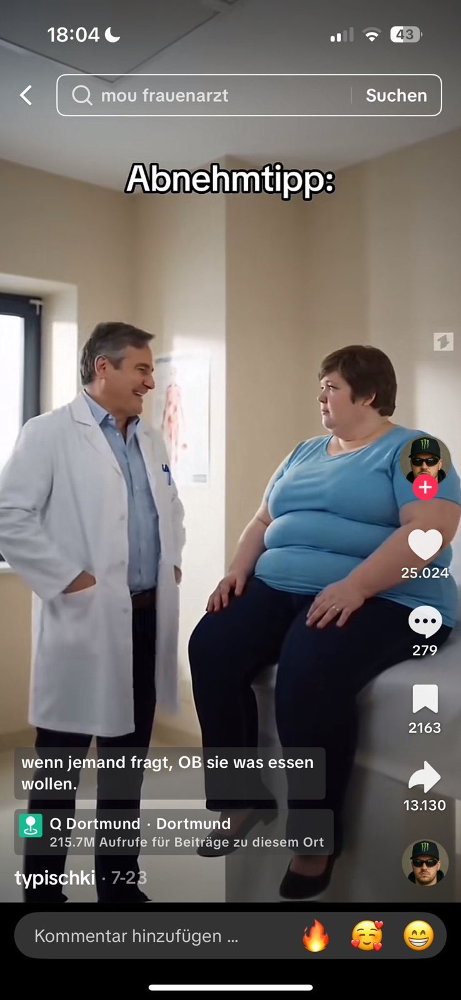 18:04
43
mou frauenarzt
Suchen
Abnehmtipp:
25.024
279
2163
13.130
wenn jemand fragt, OB sie was essen
wollen.
Q Dortmund · Dortmund
215.7M Aufrufe für Beiträge zu diesem Ort
typischki · 7-23
Kommentar hinzufügen ...